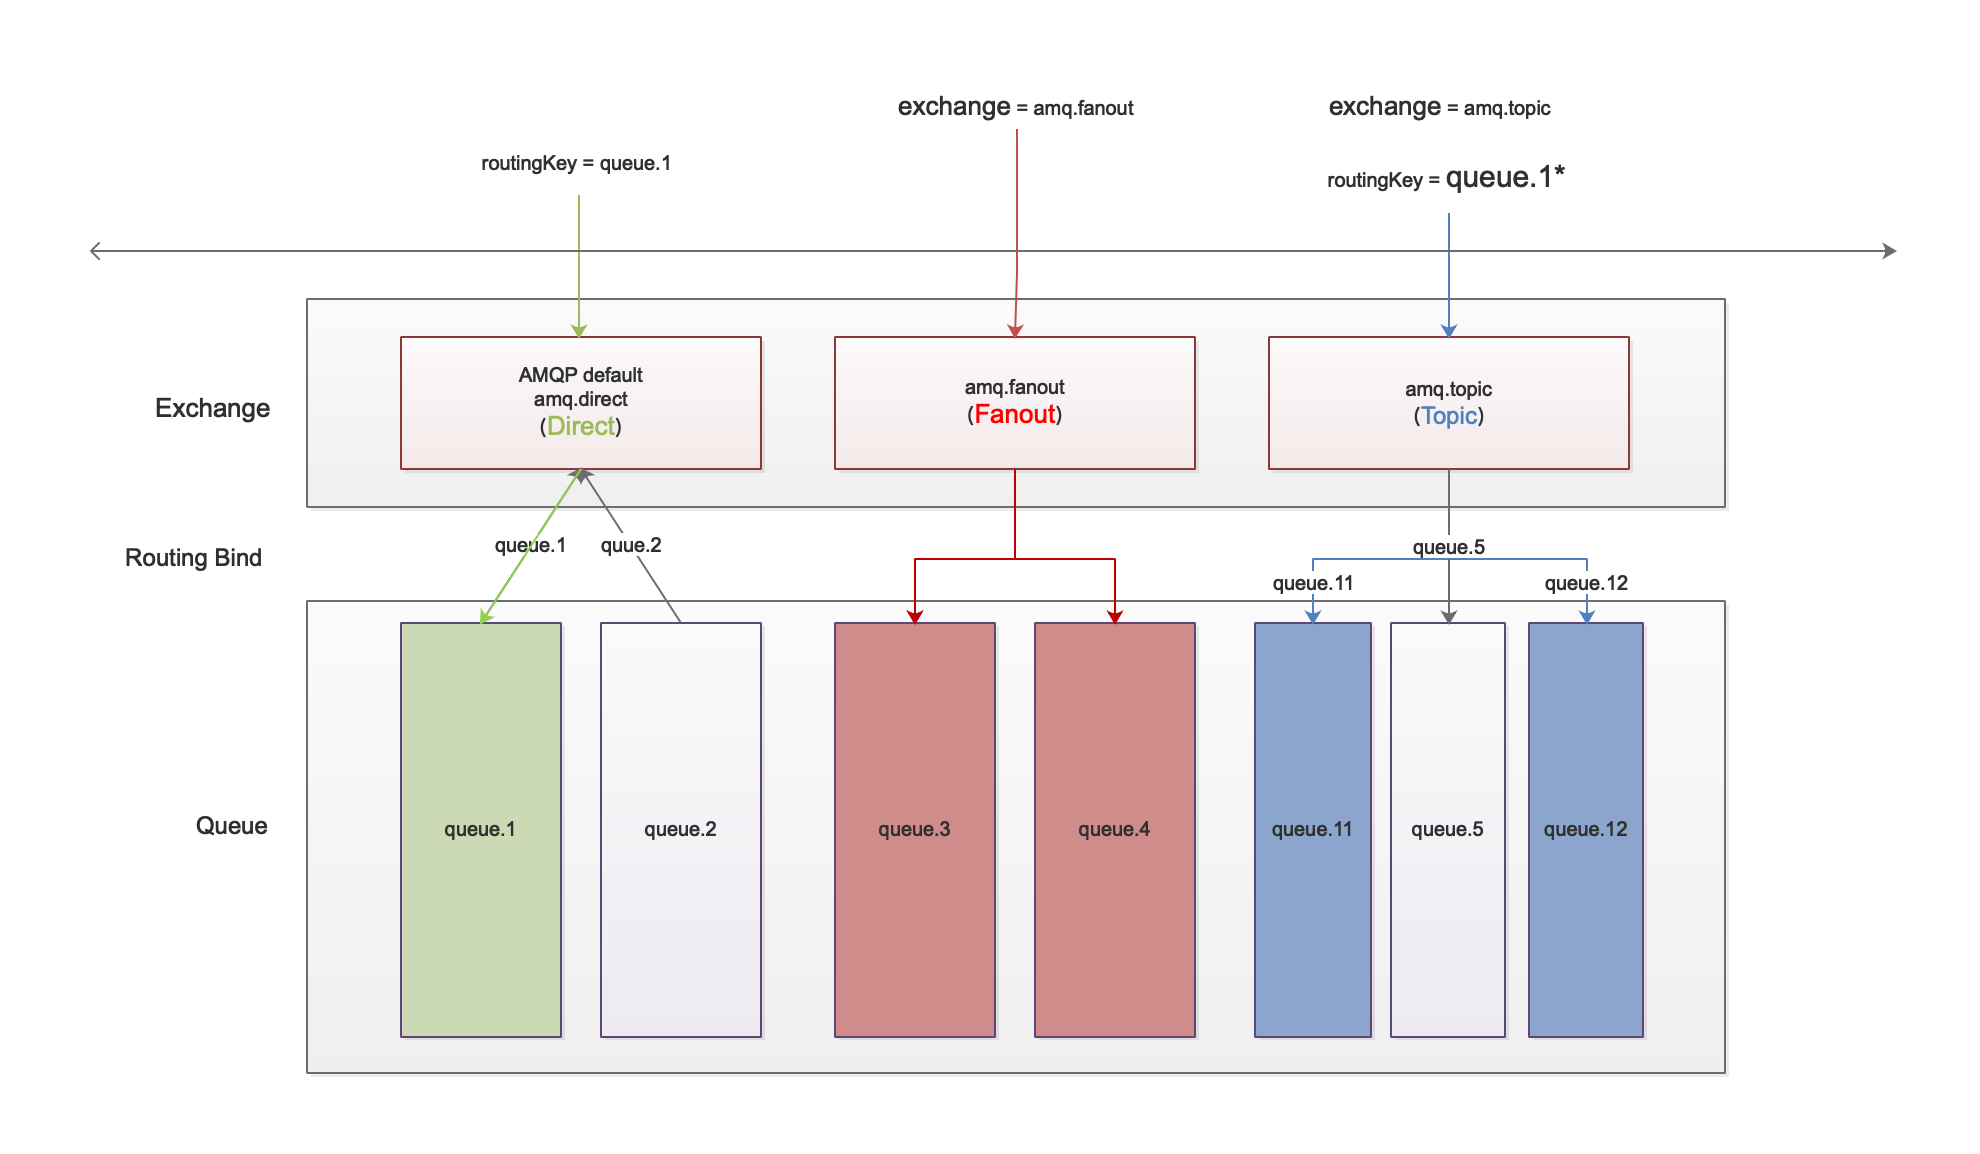 exchange = amq.fanout
exchange = amq.topic
routingKey = queue.1
routingKey = queue.1*
Exchange
AMQP default
amq.direct
(Direct)
amq.fanout
(Fanout)
amq.topic
(Topic)
Routing Bind
queue.1
quue.2
queue.5
queue.11
queue.12
Queue
queue.1
queue.2
queue.3
queue.4
queue.11
queue.5
queue.12